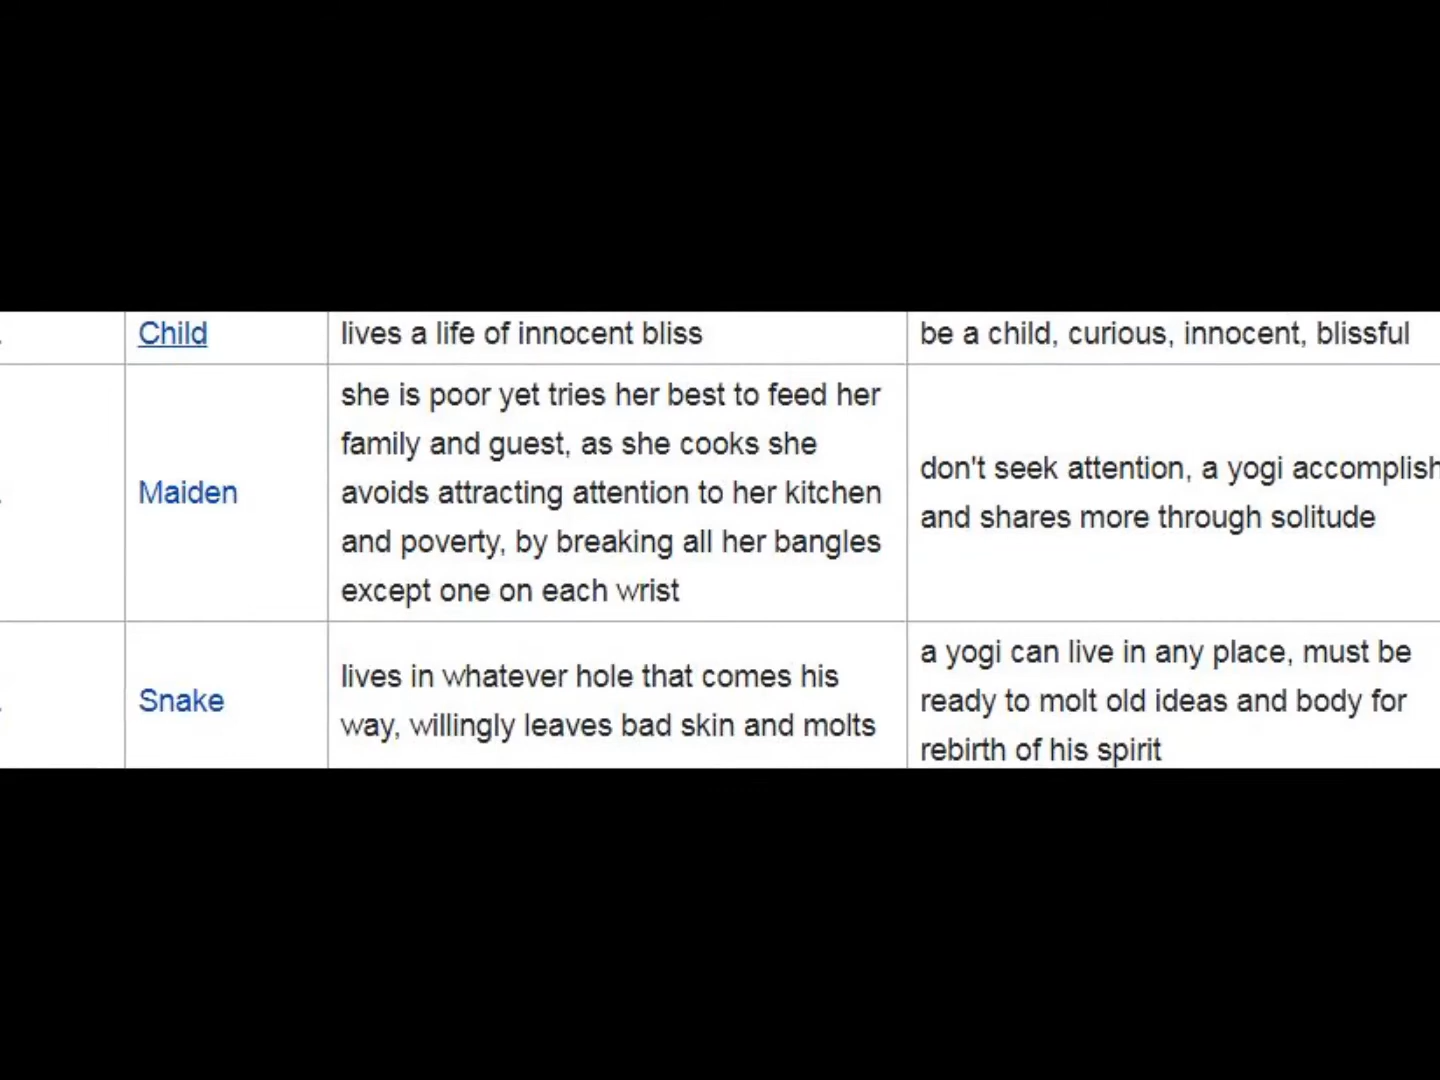 Child
lives a life of innocent bliss
be a child, curious, innocent, blissful
Maiden
she is poor yet tries her best to feed her
family and guest, as she cooks she
avoids attracting attention to her kitchen
and poverty, by breaking all her bangles
except one on each wrist
don't seek attention, a yogi accomplish
and shares more through solitude
Snake
lives in whatever hole that comes his
way, willingly leaves bad skin and molts
a yogi can live in any place, must be
ready to molt old ideas and body for
rebirth of his spirit